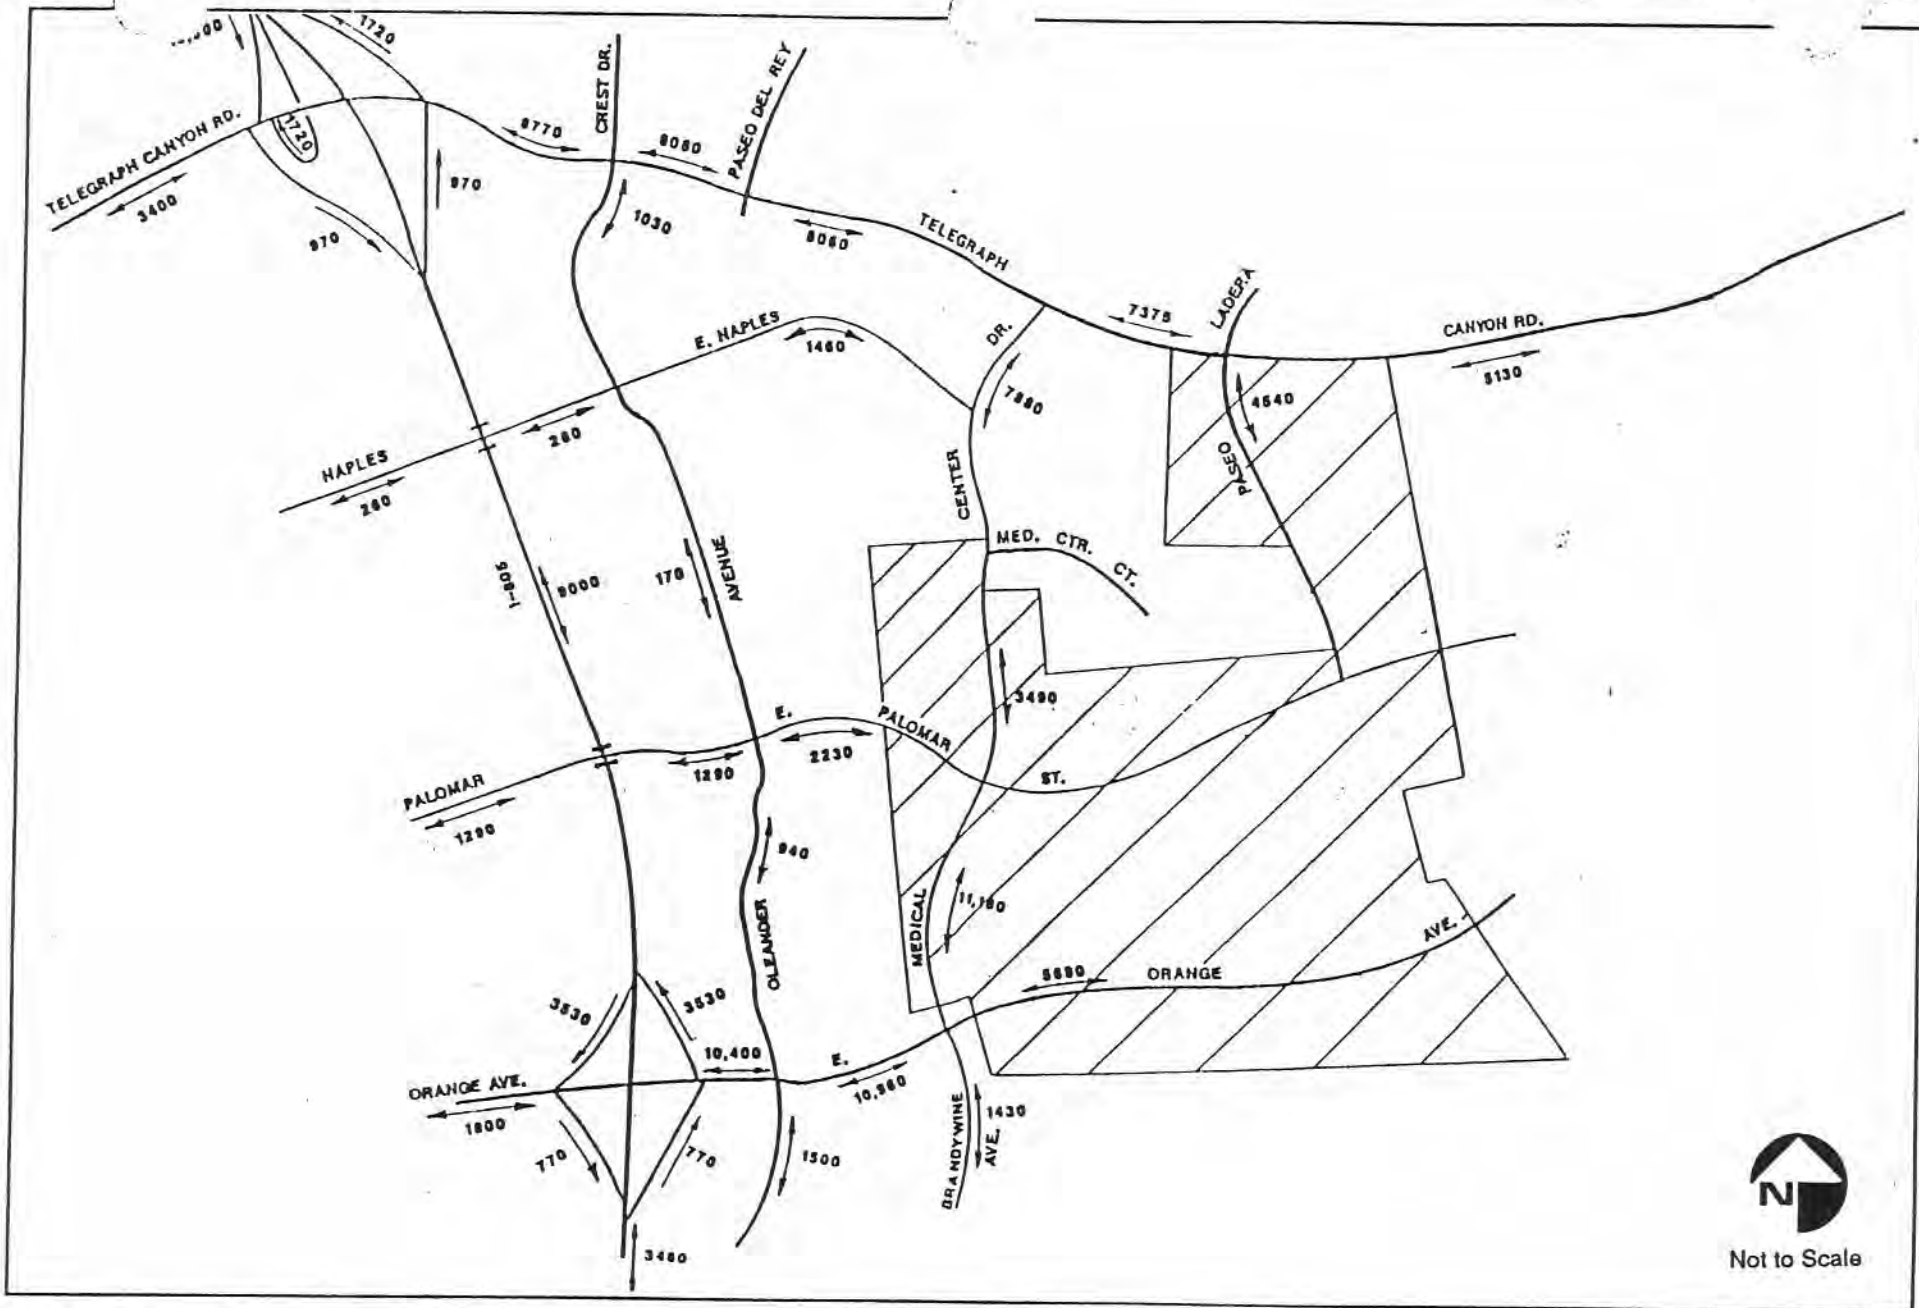 1720
CREST DR.
PASEO DEL REY
TELEGRAPH CANYON RD.
3400
1720
970
970
8770
8060
1030
8060
TELEGRAPH
7375
LADERA
CANYON RD.
5130
E. NAPLES
1460
DR.
7880
4540
PASEO
NAPLES
260
260
CENTER
MED. CTR.
CT.
I-805
9000
170
AVENUE
3490
E.
PALOMAR
ST.
2230
1290
PALOMAR
1290
940
OLEANDER
MEDICAL
11,180
AVE.
ORANGE
5680
3530
3530
10,400
E.
10,960
ORANGE AVE.
1800
770
770
1500
BRANDYWINE
AVE.
1430
3460
N
Not to Scale